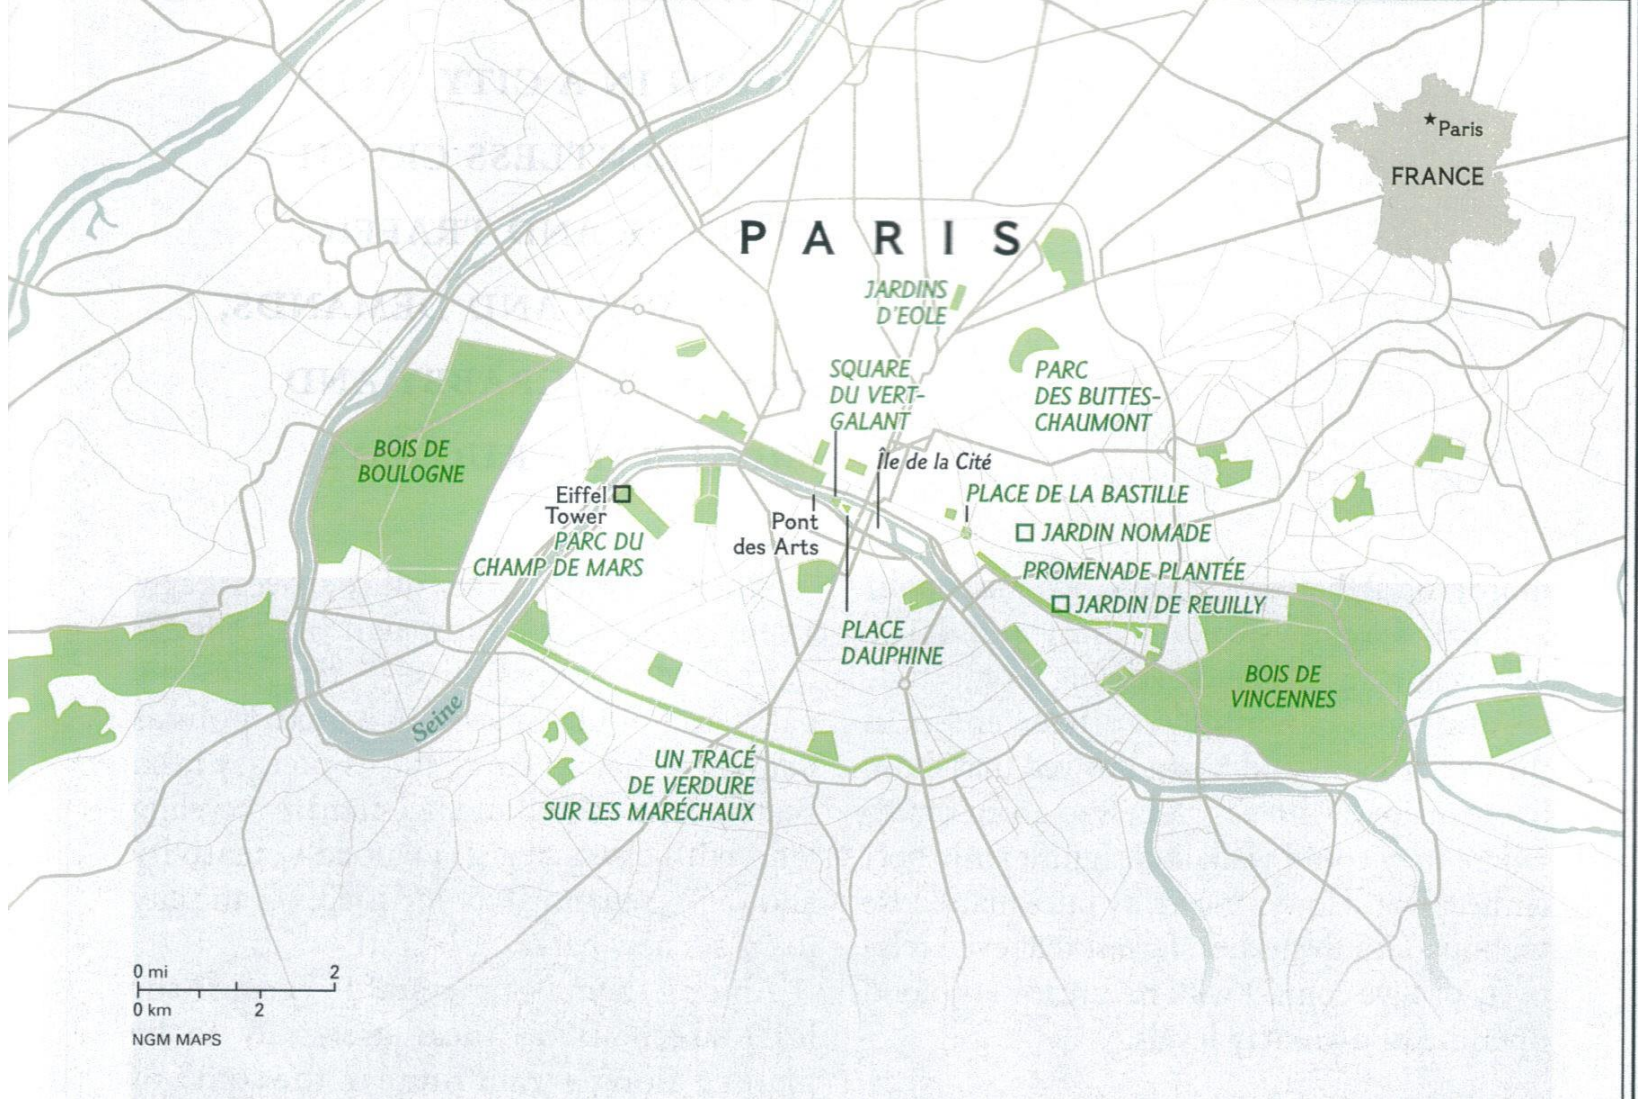 Paris
FRANCE
PARIS
JARDINS
D'EOLE
SQUARE
DU VERT-
GALANT
PARC
DES BUTTES-
CHAUMONT
BOIS DE
BOULOGNE
Île de la Cité
Eiffel
Tower
PLACE DE LA BASTILLE
Pont
des Arts
JARDIN NOMADE
PARC DU
CHAMP DE MARS
PROMENADE PLANTÉE
JARDIN DE REUILLY
PLACE
DAUPHINE
BOIS DE
VINCENNES
Seine
UN TRACÉ
DE VERDURE
SUR LES MARÉCHAUX
0 mi 2
0 km 2
NGM MAPS